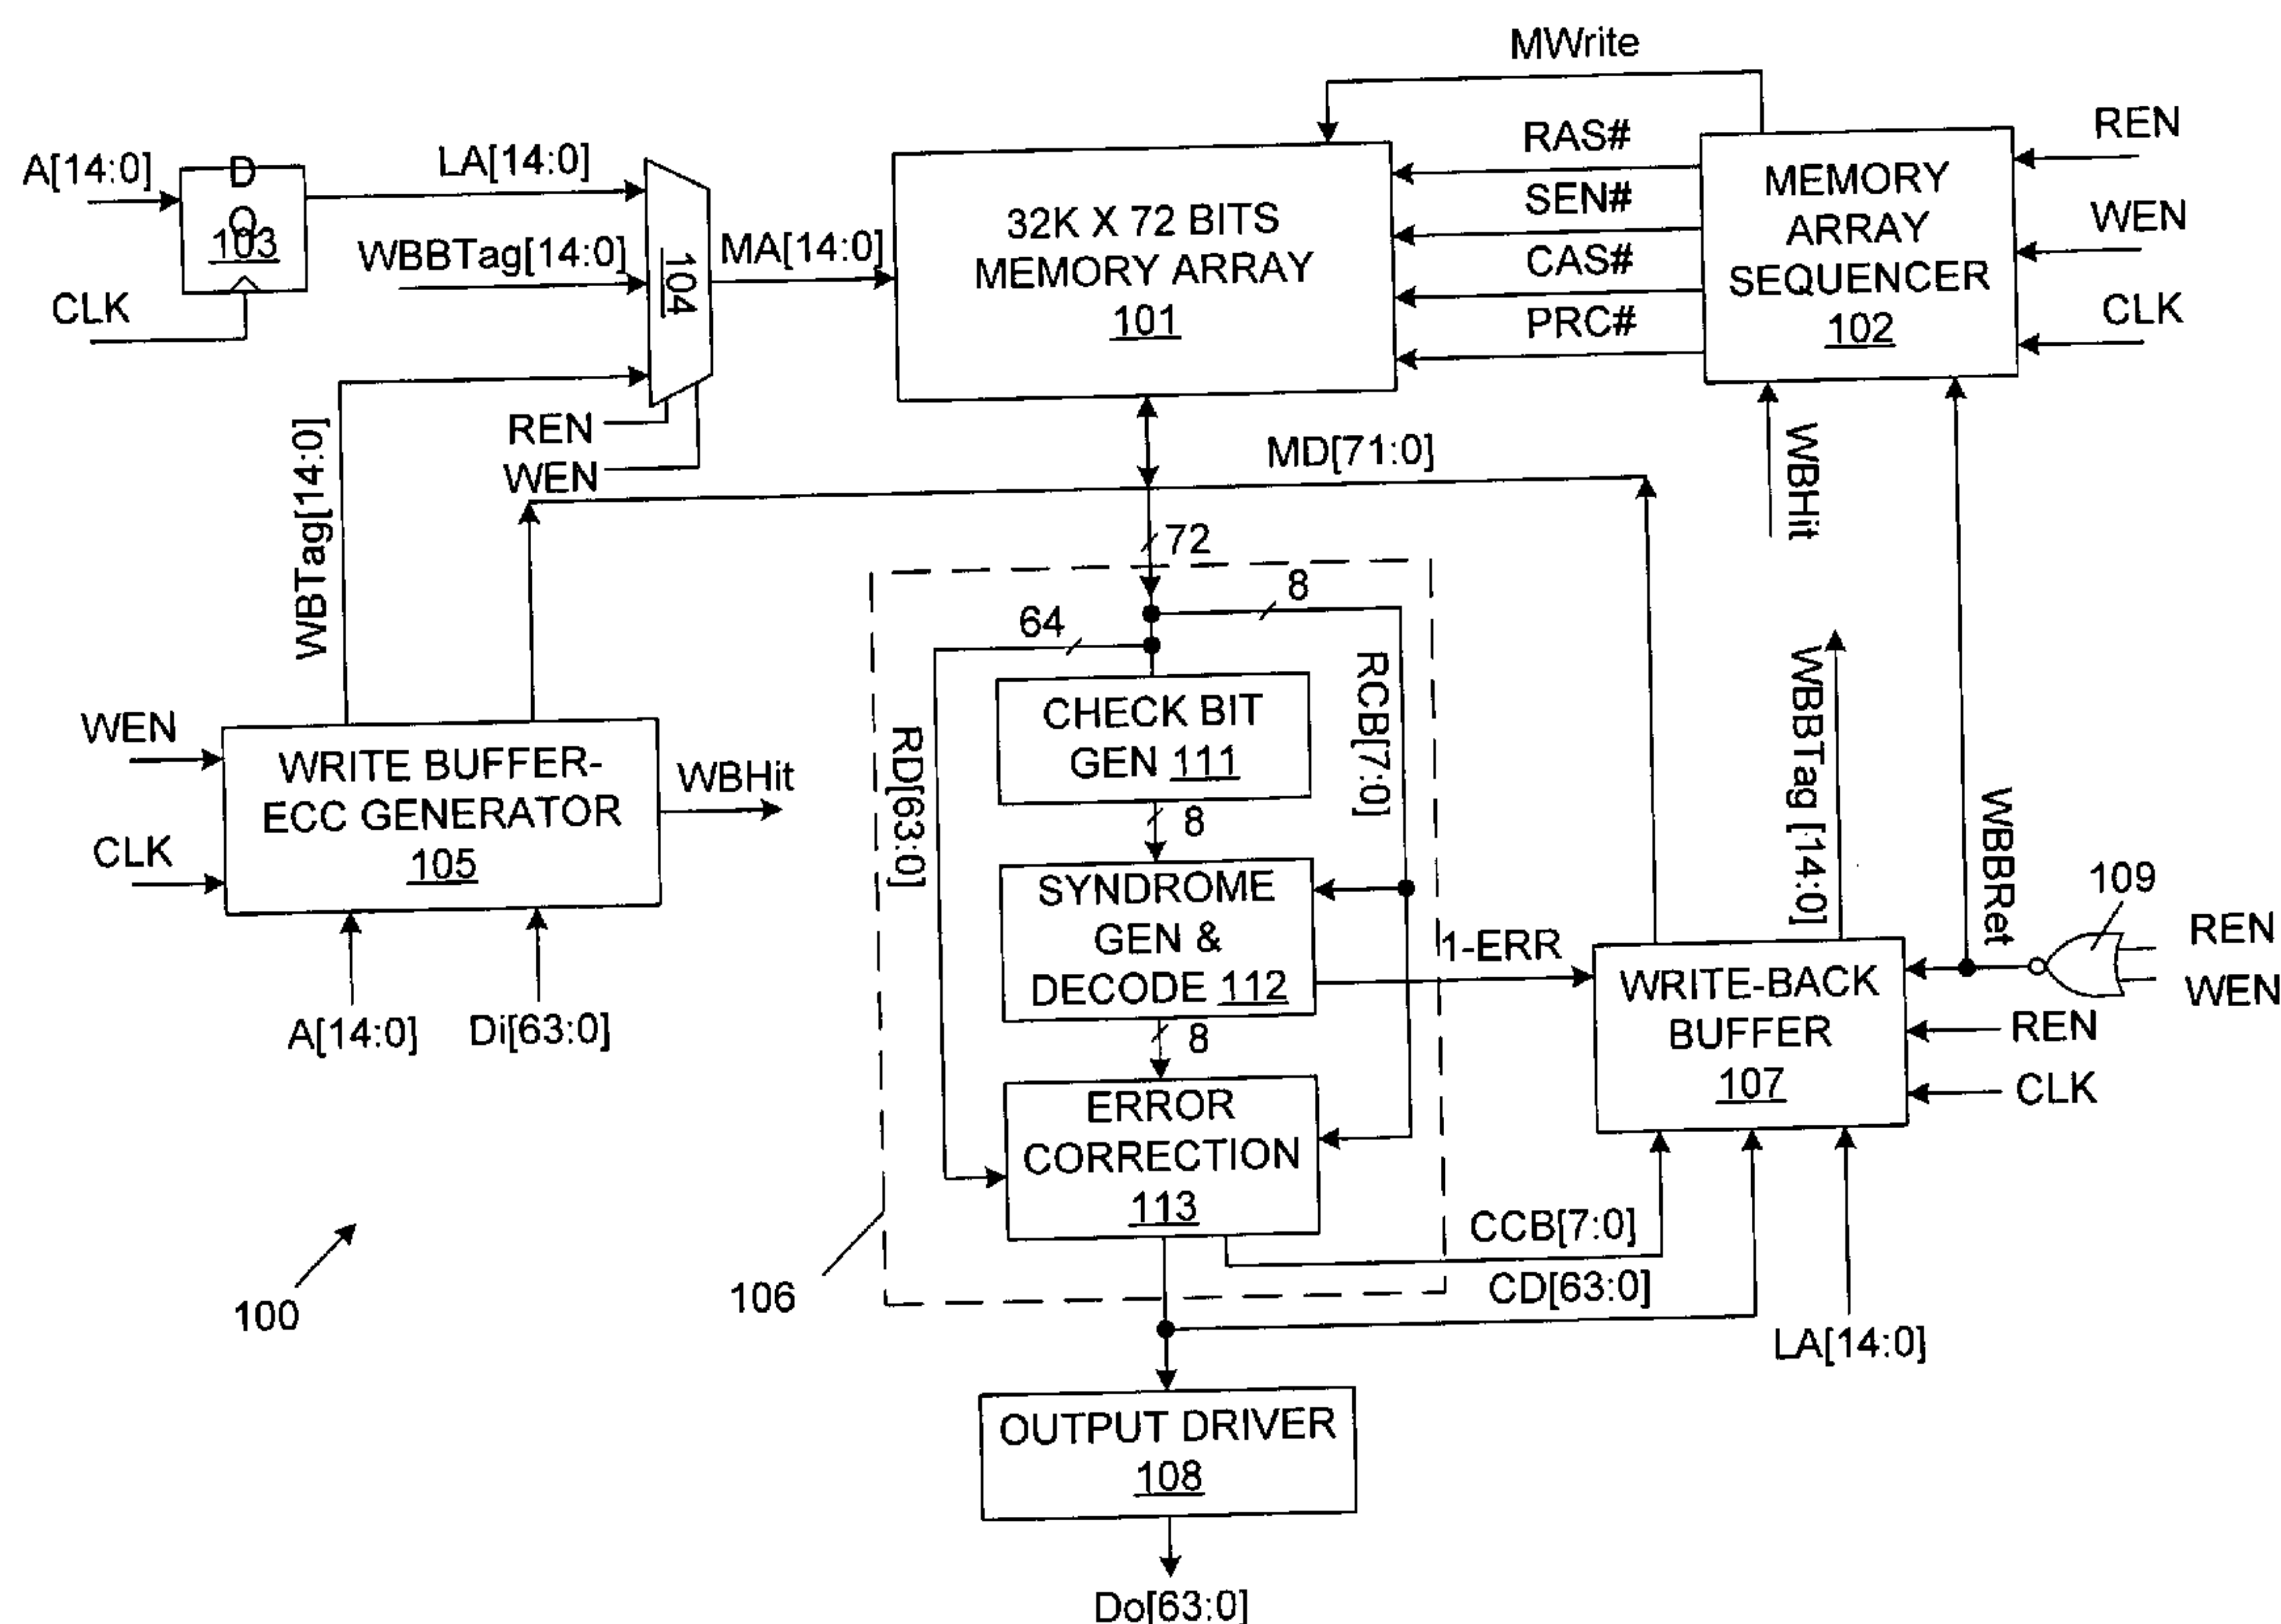 MWrite
A[14:0]
D
Q
103
CLK
LA[14:0]
WBBTag[14:0]
104
MA[14:0]
REN
WEN
32K X 72 BITS
MEMORY ARRAY
101
RAS#
SEN#
CAS#
PRC#
MEMORY
ARRAY
SEQUENCER
102
REN
WEN
CLK
WBHit
WBTag[14:0]
MD[71:0]
72
8
64
RD[63:0]
RCB[7:0]
CHECK BIT
GEN 111
8
SYNDROME
GEN &
DECODE 112
8
1-ERR
ERROR
CORRECTION
113
WEN
CLK
WRITE BUFFER-
ECC GENERATOR
105
WBHit
A[14:0]
Di[63:0]
WBBTag [14:0]
WBBRet
109
REN
WEN
WRITE-BACK
BUFFER
107
REN
CLK
CCB[7:0]
CD[63:0]
LA[14:0]
100
106
OUTPUT DRIVER
108
Do[63:0]